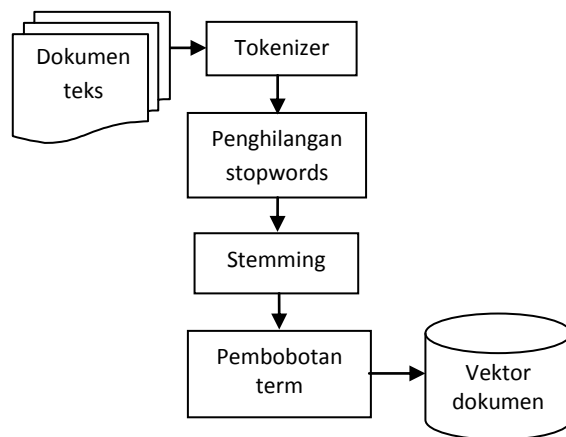 Dokumen
teks
Tokenizer
Penghilangan
stopwords
Stemming
Pembobotan
term
Vektor
dokumen